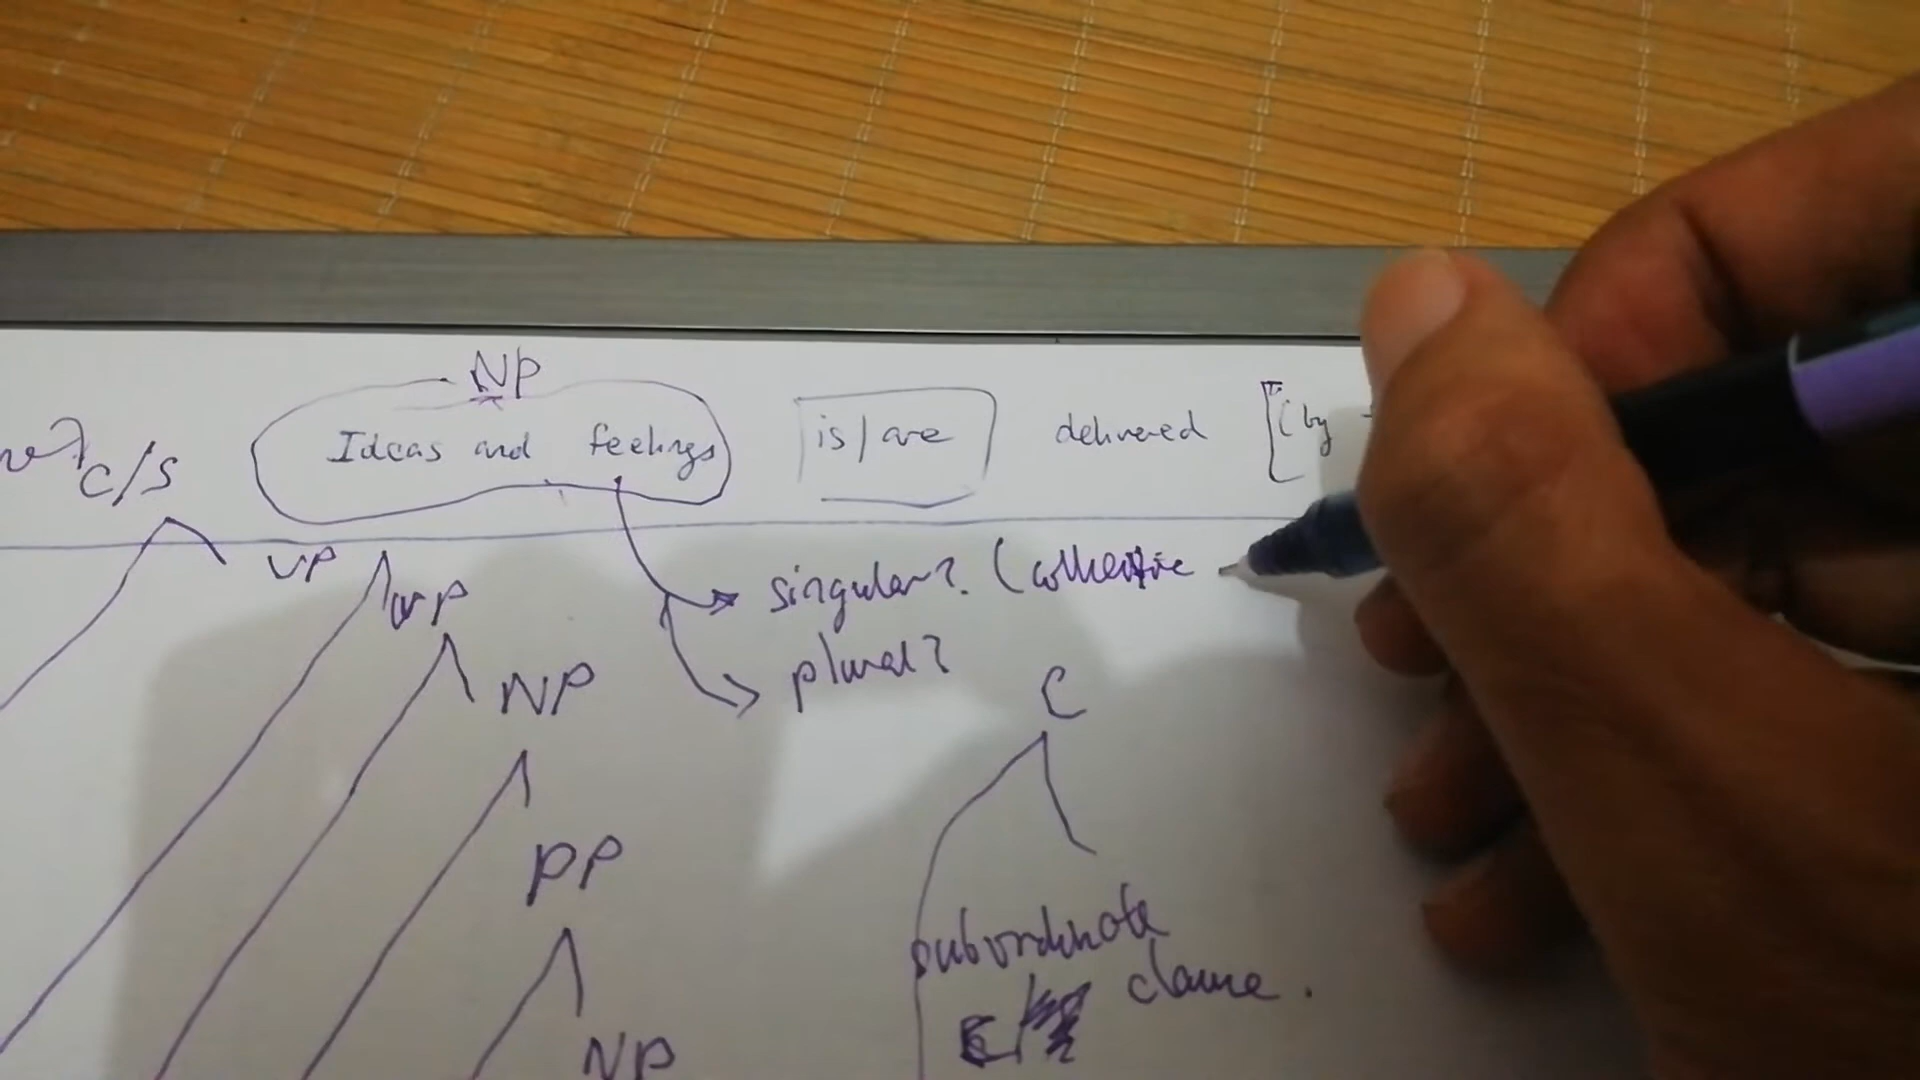 NP
C/S Ideas and feelings is/are delivered [(by
VP singular? (collective
VP
plural?
NP C
PP
subordinate
clause.
NP